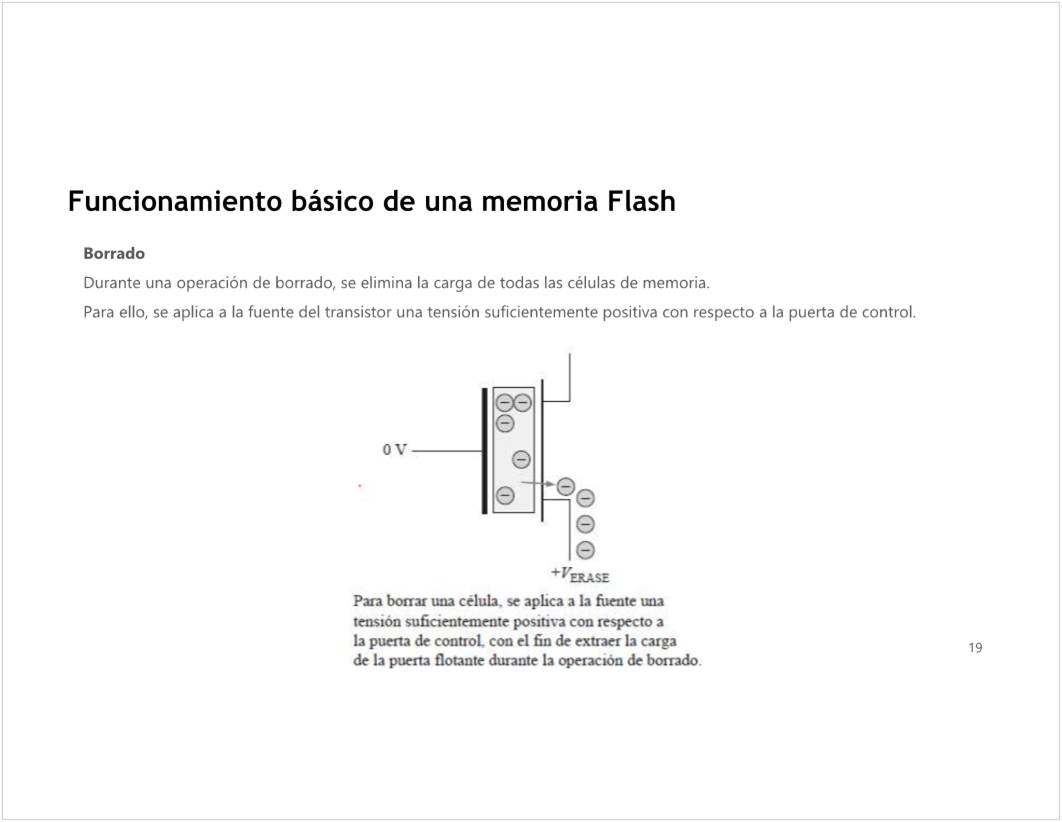 Funcionamiento básico de una memoria Flash
Borrado
Durante una operación de borrado, se elimina la carga de todas las células de memoria.
Para ello, se aplica a la fuente del transistor una tensión suficientemente positiva con respecto a la puerta de control.
0 V
+VERASE
Para borrar una célula, se aplica a la fuente una
tensión suficientemente positiva con respecto a
la puerta de control, con el fin de extraer la carga
de la puerta flotante durante la operación de borrado.
19